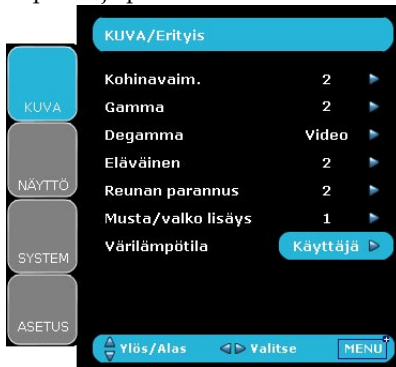 KUVA/Erityis
Kohinavaim. 2
KUVA
Gamma 2
Degamma Video
Eläväinen 2
NÄYTTÖ
Reunan parannus 2
Musta/valko lisäys 1
Värilämpötila Käyttäjä
SYSTEM
ASETUS
Ylös/Alas Valitse MENU